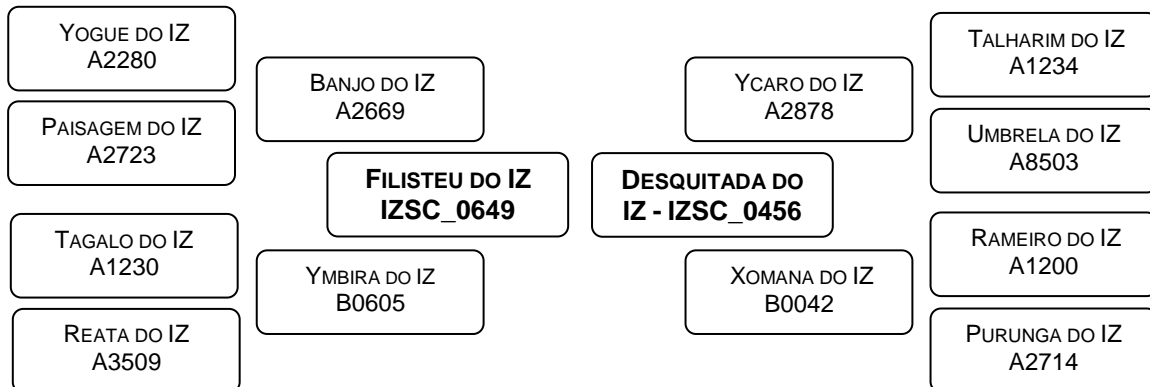 YOGUE DO IZ
A2280
PAISAGEM DO IZ
A2723
BANJO DO IZ
A2669
TAGALO DO IZ
A1230
REATA DO IZ
A3509
YMBIRA DO IZ
B0605
FILISTEU DO IZ
IZSC_0649
DESQUITADA DO
IZ - IZSC_0456
YCARO DO IZ
A2878
TALHARIM DO IZ
A1234
UMBRELA DO IZ
A8503
XOMANA DO IZ
B0042
RAMEIRO DO IZ
A1200
PURUNGA DO IZ
A2714